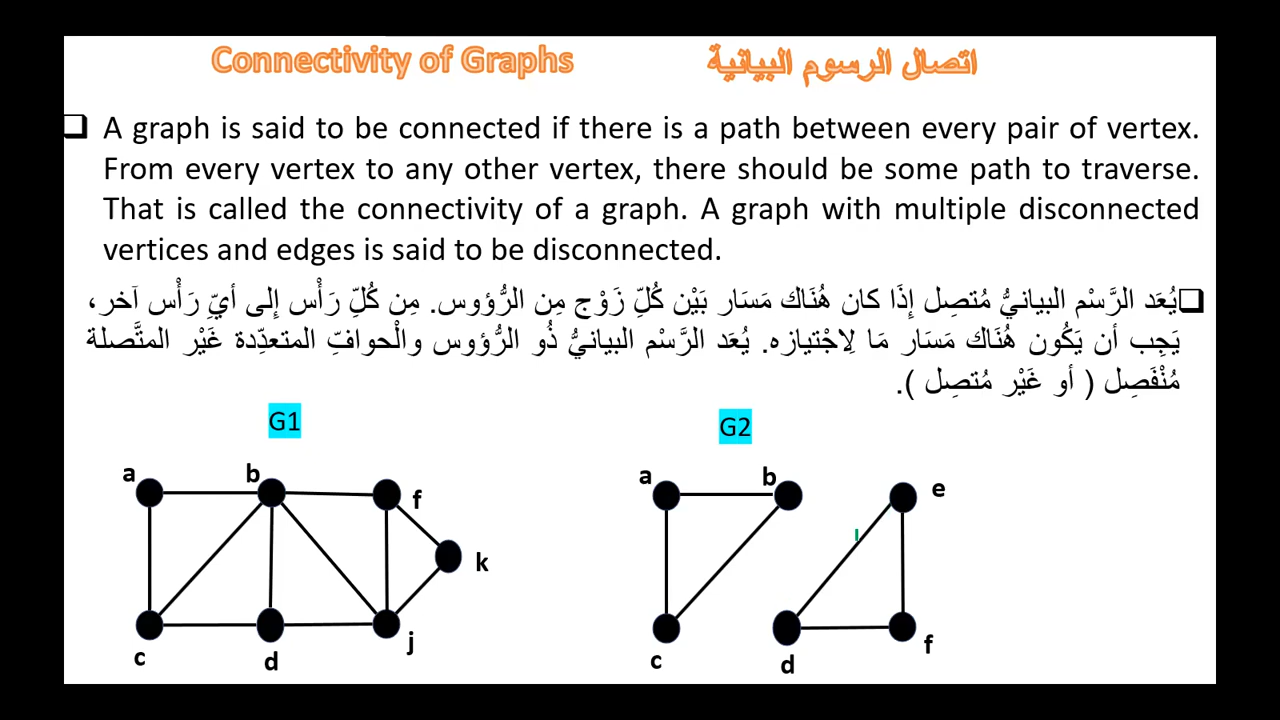 Connectivity of Graphs
اتصال الرسوم البيانية
A graph is said to be connected if there is a path between every pair of vertex.
From every vertex to any other vertex, there should be some path to traverse.
That is called the connectivity of a graph. A graph with multiple disconnected
vertices and edges is said to be disconnected.
يُعَد الرَّسْم البيانيُّ مُتصِل إِذَا كان هُنَاك مَسَار بَيْن كُلِّ زَوْج مِن الرُّؤوس. مِن كُلِّ رَأْس إِلى أيِّ رَأْس آخر،
يَجِب أن يَكُون هُنَاك مَسَار مَا لِاجْتيازه. يُعَد الرَّسْم البيانيُّ ذُو الرُّؤوس والْحوافِّ المتعدِّدة غَيْر المتَّصلة
مُنْفَصِل ( أو غَيْر مُتصِل ).
G1
a
b
f
k
c
d
j
G2
a
b
e
c
d
f